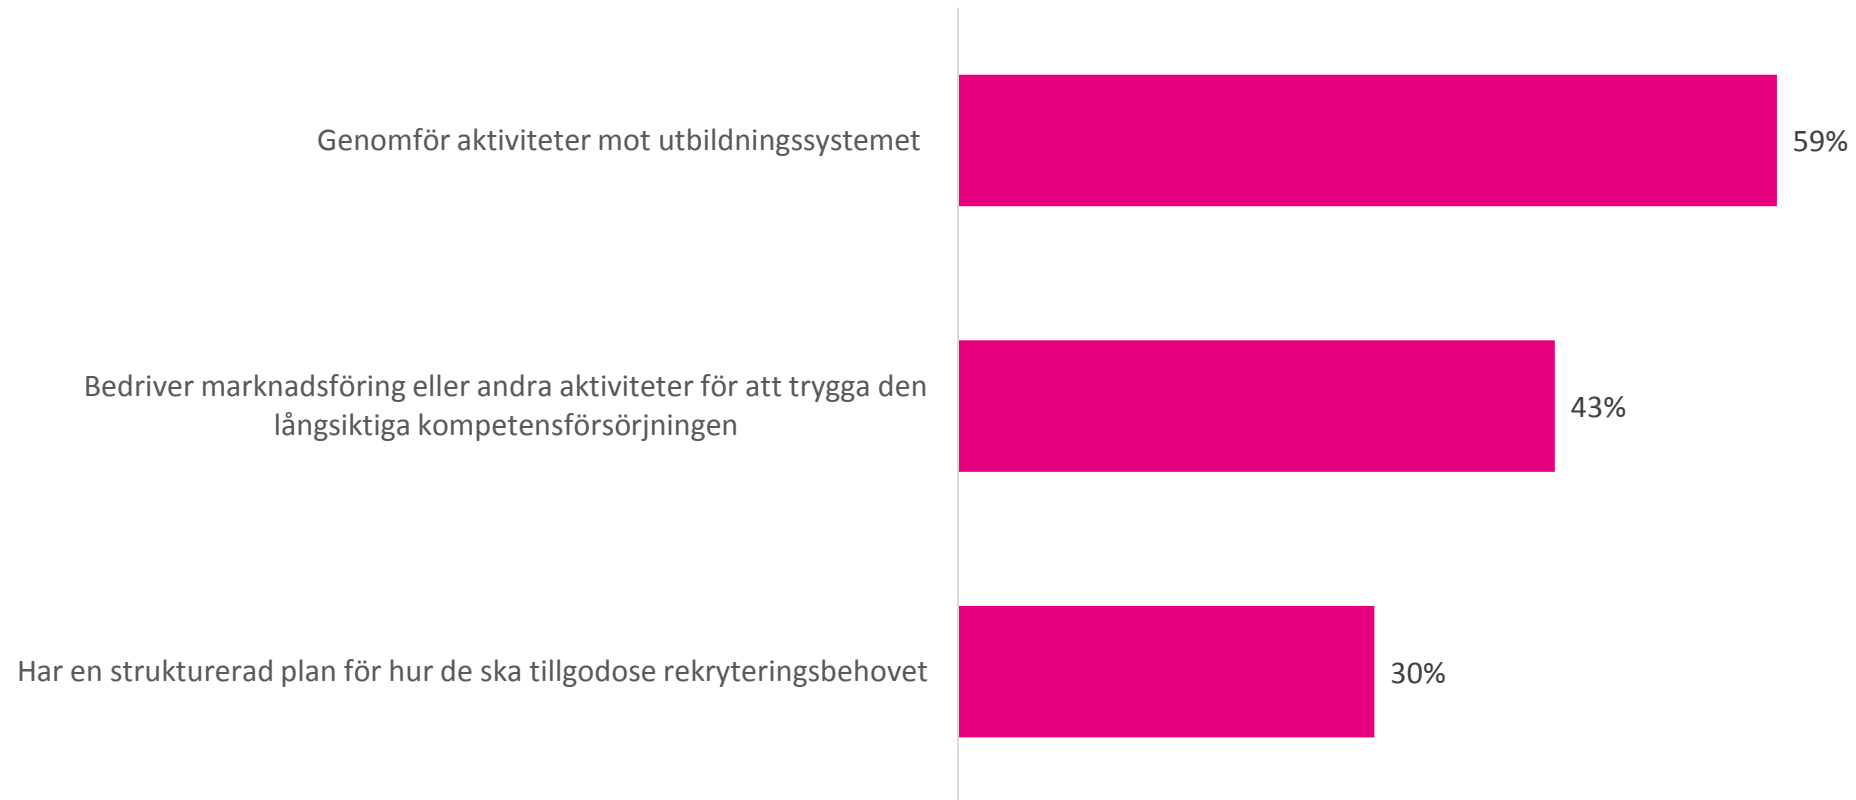 Genomför aktiviteter mot utbildningssystemet
59%
Bedriver marknadsföring eller andra aktiviteter för att trygga den
långsiktiga kompetensförsörjningen
43%
Har en strukturerad plan för hur de ska tillgodose rekryteringsbehovet
30%